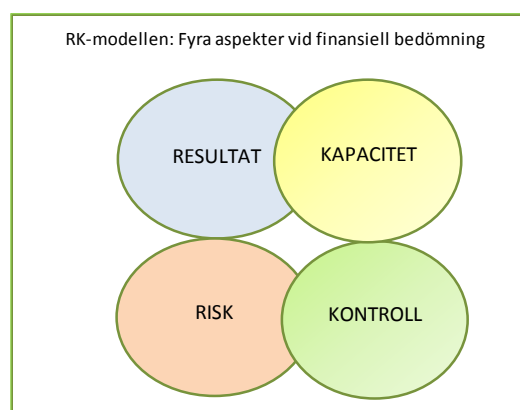 RK-modellen: Fyra aspekter vid finansiell bedömning
RESULTAT
KAPACITET
RISK
KONTROLL